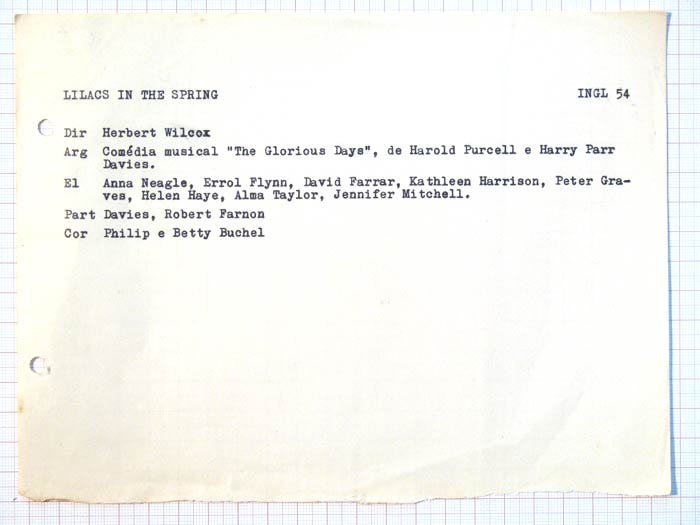 LILACS IN THE SPRING INGL 54
Dir Herbert Wilcox
Arg Comédia musical "The Glorious Days", de Harold Purcell e Harry Parr
Davies.
El Anna Neagle, Errol Flynn, David Farrar, Kathleen Harrison, Peter Gra-
ves, Helen Haye, Alma Taylor, Jennifer Mitchell.
Part Davies, Robert Farnon
Cor Philip e Betty Buchel